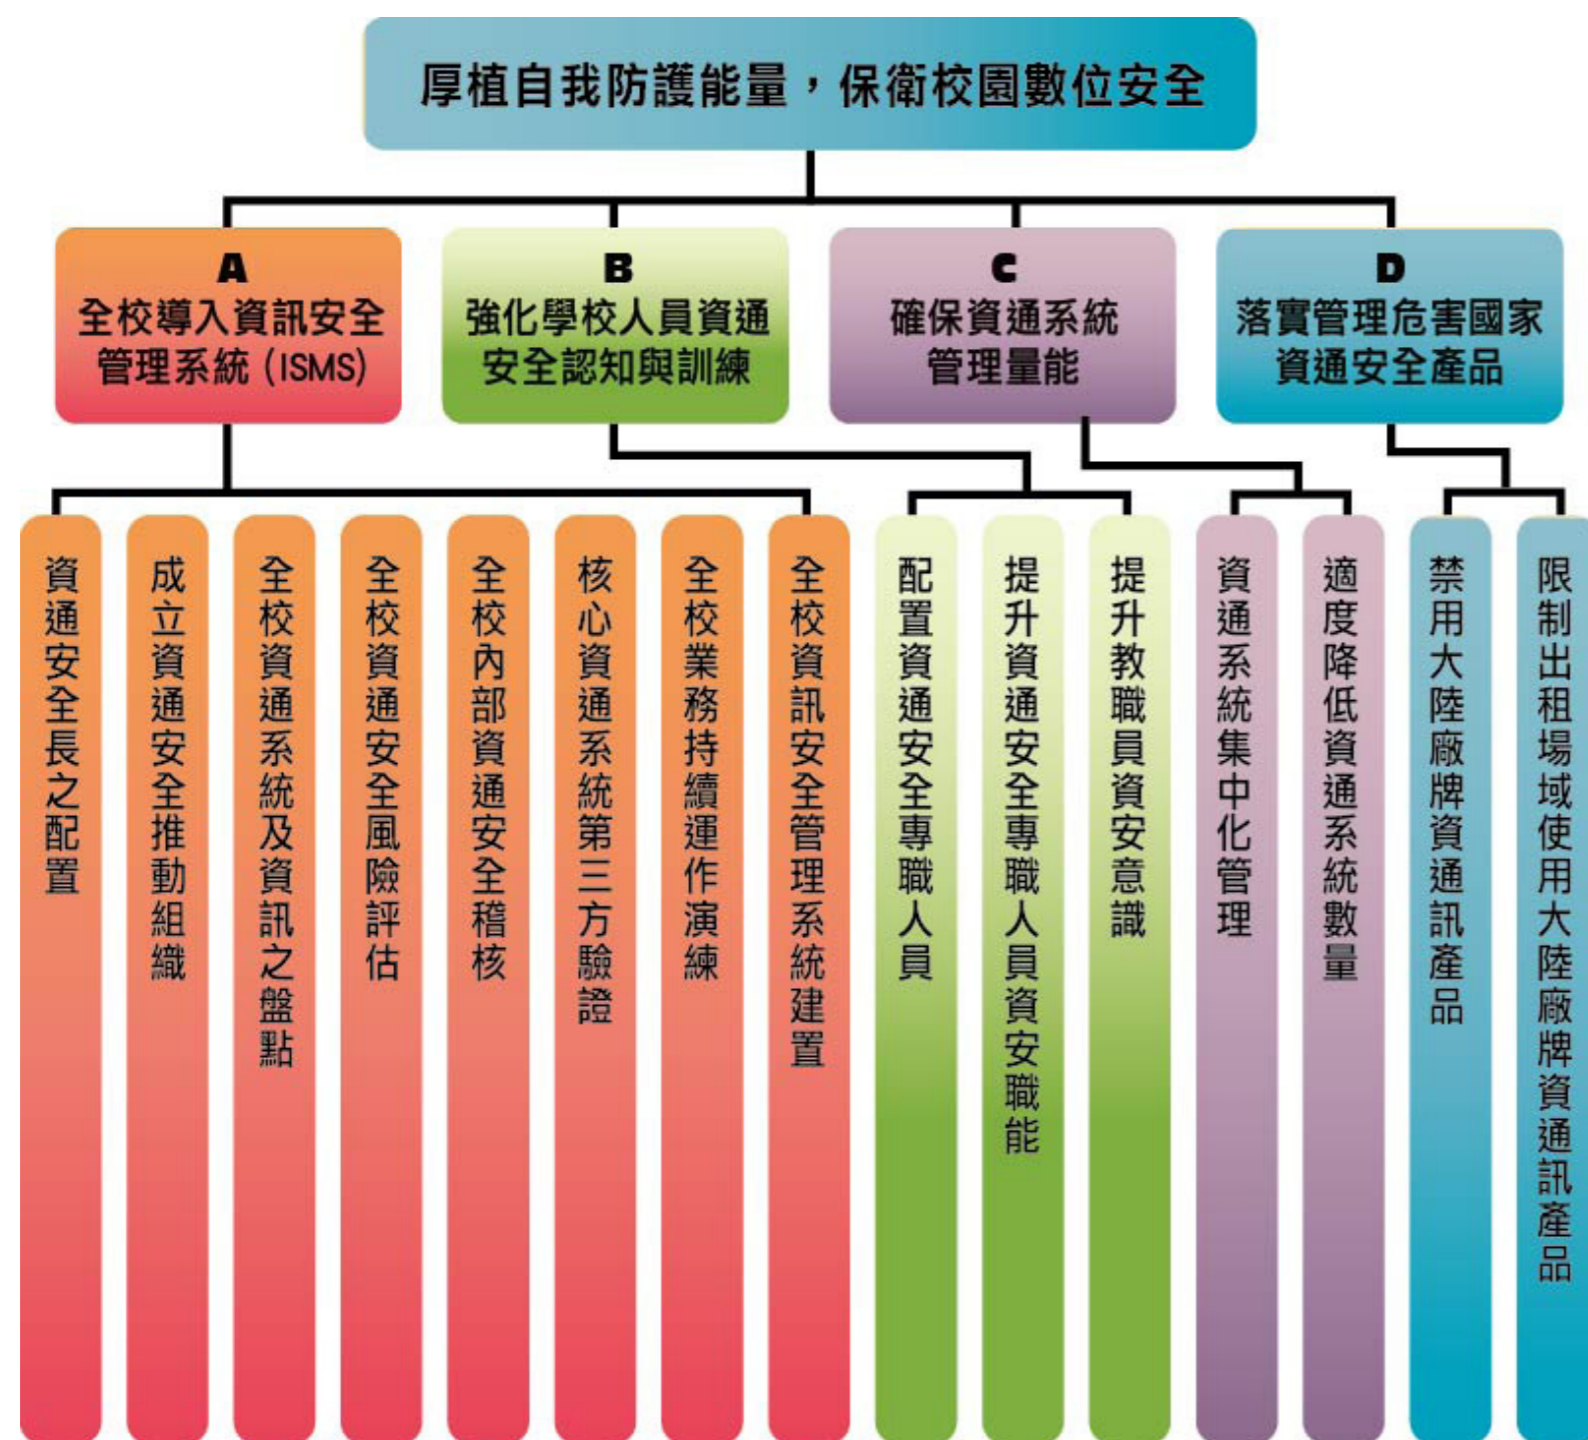 厚植自我防護能量，保衛校園數位安全
A
全校導入資訊安全
管理系統 (ISMS)
B
強化學校人員資通
安全認知與訓練
C
確保資通系統
管理量能
D
落實管理危害國家
資通安全產品
資通安全長之配置
成立資通安全推動組織
全校資通系統及資訊之盤點
全校資通安全風險評估
全校內部資通安全稽核
核心資通系統第三方驗證
全校業務持續運作演練
全校資訊安全管理系統建置
配置資通安全專職人員
提升資通安全專職人員資安職能
提升教職員資安意識
資通系統集中化管理
適度降低資通系統數量
禁用大陸廠牌資通訊產品
限制出租場域使用大陸廠牌資通訊產品